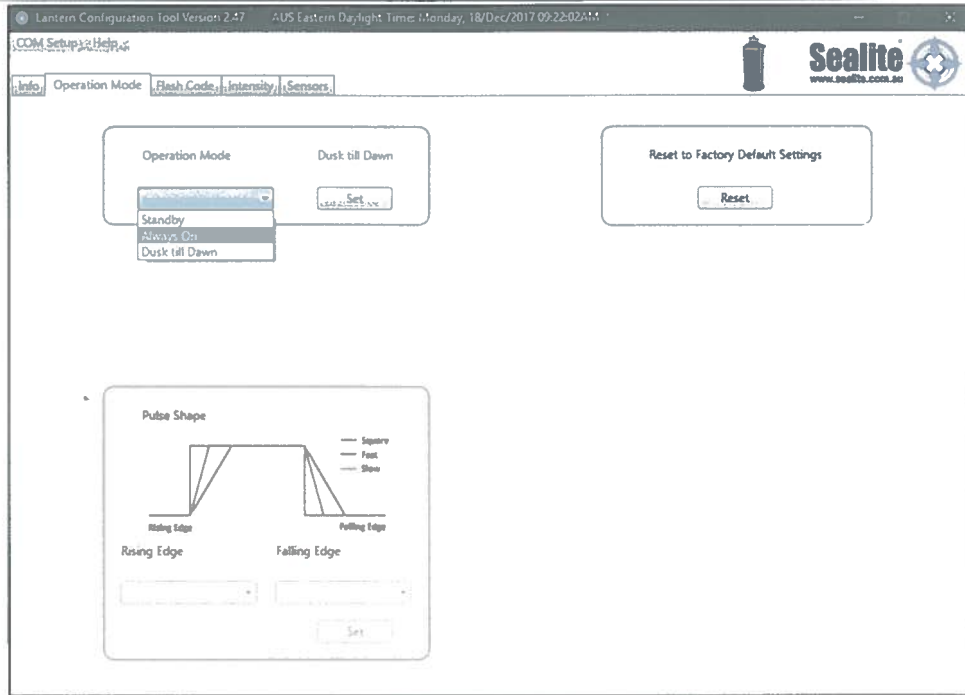 Lantern Configuration Tool Version 2.47 AUS Eastern Daylight Time: Monday, 18/Dec/2017 09:22:02AM
COM Setup Help
Sealite
www.sealite.com.au
Info Operation Mode Flash Code Intensity Sensors
Operation Mode Dusk till Dawn
Set
Standby
Always On
Dusk till Dawn
Reset to Factory Default Settings
Reset
Pulse Shape
Square
Fast
Slow
Rising Edge Falling Edge
Rising Edge Falling Edge
Set